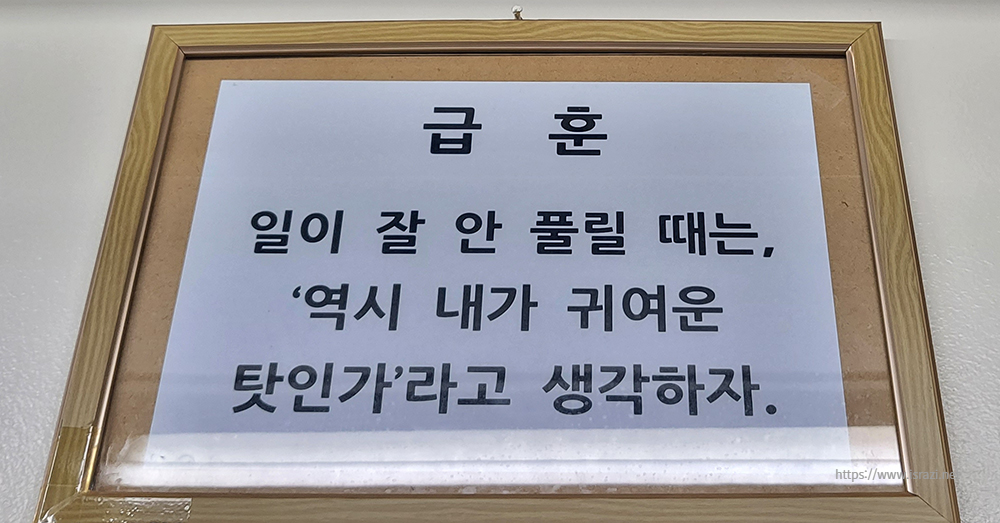 급 훈
일이 잘 안 풀릴 때는,
‘역시 내가 귀여운
탓인가’라고 생각하자.